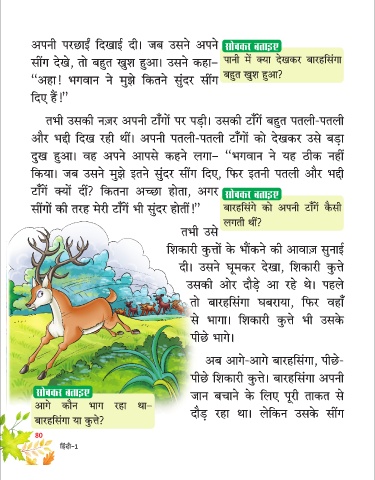 अपनी परछाईं दिखाई दी। जब उसने अपने
सींग देखे, तो बहुत खुश हुआ। उसने कहा–
“अहा! भगवान ने मुझे कितने सुंदर सींग
दिए हैं!”
सोचकर बताइए
पानी में क्या देखकर बारहसिंगा
बहुत खुश हुआ?
तभी उसकी नज़र अपनी टाँगों पर पड़ी। उसकी टाँगें बहुत पतली-पतली
और भद्दी दिख रही थीं। अपनी पतली-पतली टाँगों को देखकर उसे बड़ा
दुख हुआ। वह अपने आपसे कहने लगा– “भगवान ने यह ठीक नहीं
किया। जब उसने मुझे इतने सुंदर सींग दिए, फिर इतनी पतली और भद्दी
टाँगें क्यों दीं? कितना अच्छा होता, अगर
सींगों की तरह मेरी टाँगें भी सुंदर होतीं!”
सोचकर बताइए
बारहसिंगे को अपनी टाँगें कैसी
लगती थीं?
तभी उसे
शिकारी कुत्तों के भौंकने की आवाज़ सुनाई
दी। उसने घूमकर देखा, शिकारी कुत्ते
उसकी ओर दौड़े आ रहे थे। पहले
तो बारहसिंगा घबराया, फिर वहाँ
से भागा। शिकारी कुत्ते भी उसके
पीछे भागे।
अब आगे-आगे बारहसिंगा, पीछे-
पीछे शिकारी कुत्ते। बारहसिंगा अपनी
जान बचाने के लिए पूरी ताकत से
दौड़ रहा था। लेकिन उसके सींग
सोचकर बताइए
आगे कौन भाग रहा था–
बारहसिंगा या कुत्ते?
80
हिंदी-1